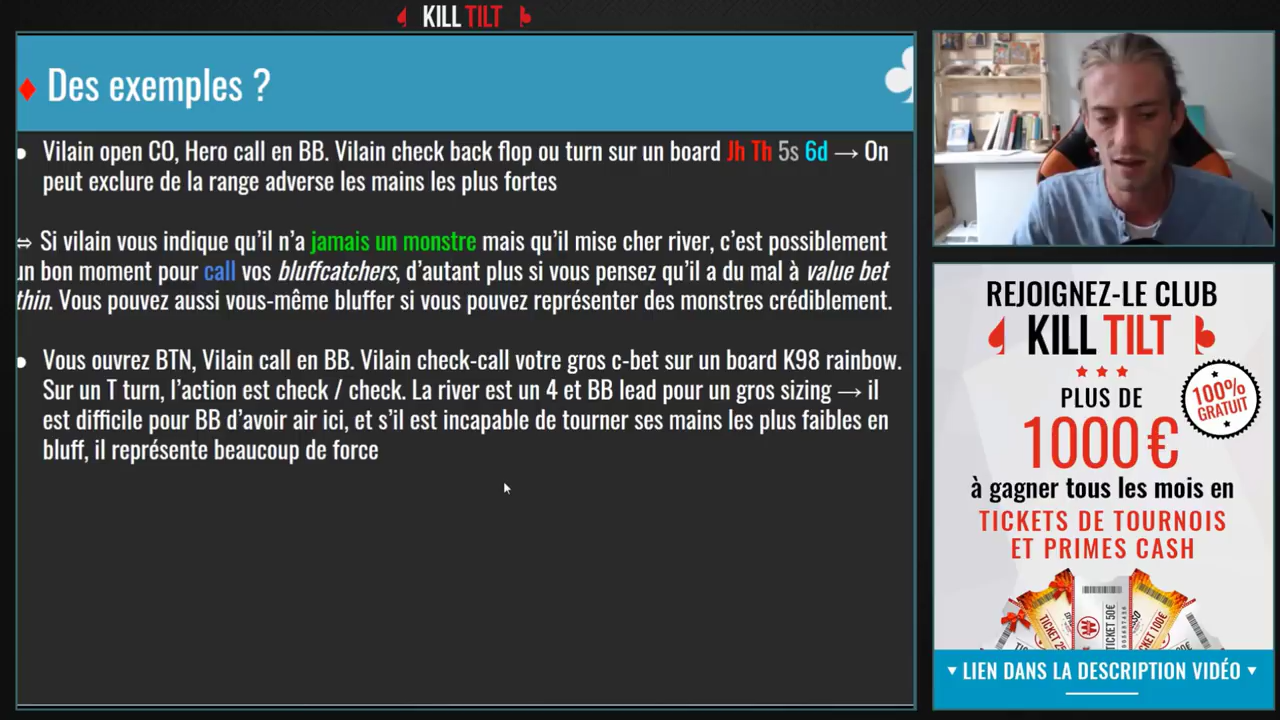 KILL TILT
Des exemples ?
Vilain open CO, Hero call en BB. Vilain check back flop ou turn sur un board Jh Th 5s 6d → On
peut exclure de la range adverse les mains les plus fortes
⇔ Si vilain vous indique qu'il n'a jamais un monstre mais qu'il mise cher river, c'est possiblement
un bon moment pour call vos bluffcatchers, d'autant plus si vous pensez qu'il a du mal à value bet
thin. Vous pouvez aussi vous-même bluffer si vous pouvez représenter des monstres crédiblement.
Vous ouvrez BTN, Vilain call en BB. Vilain check-call votre gros c-bet sur un board K98 rainbow.
Sur un T turn, l'action est check / check. La river est un 4 et BB lead pour un gros sizing → il
est difficile pour BB d'avoir air ici, et s'il est incapable de tourner ses mains les plus faibles en
bluff, il représente beaucoup de force
REJOIGNEZ-LE CLUB
KILL TILT
PLUS DE
100%
GRATUIT
1000€
à gagner tous les mois en
TICKETS DE TOURNOIS
ET PRIMES CASH
TICKET 50€
TICKET 100€
LIEN DANS LA DESCRIPTION VIDÉO